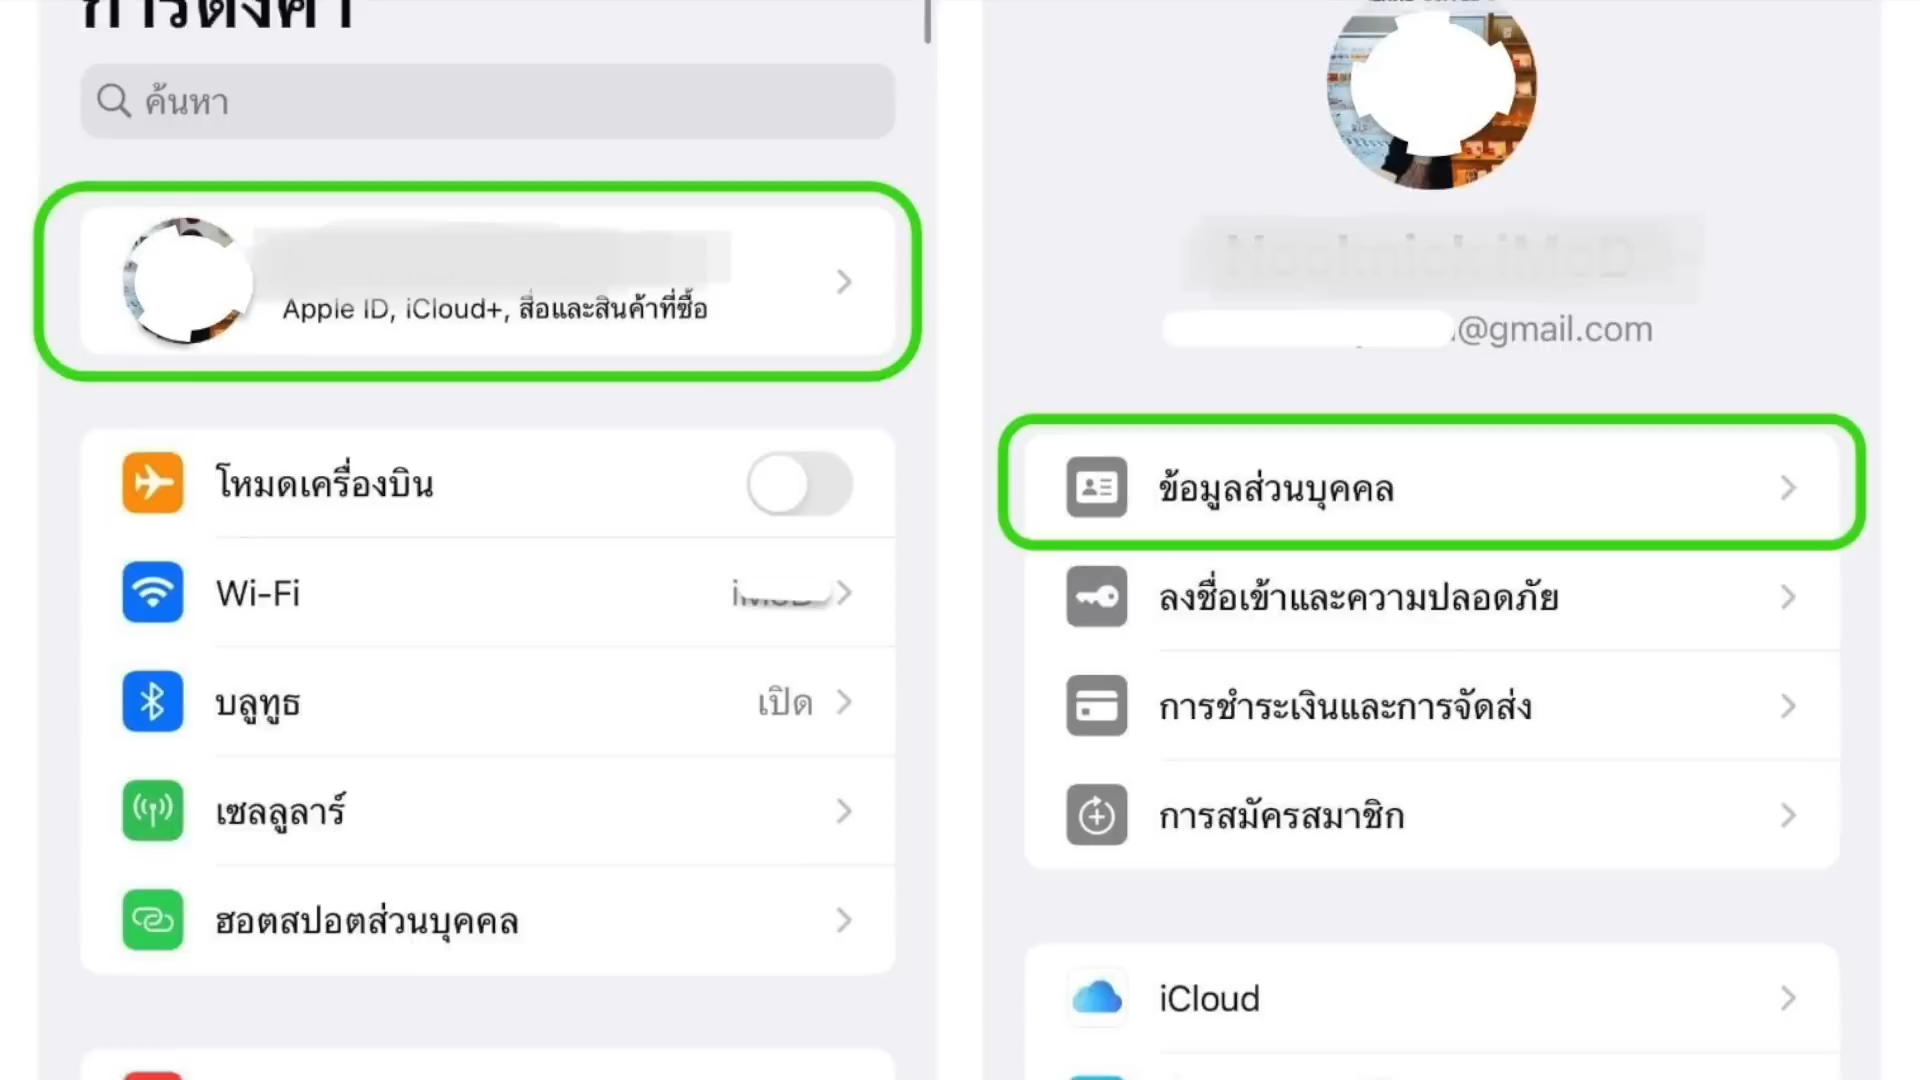 การตั้งค่า
ค้นหา
Apple ID, iCloud+, สื่อและสินค้าที่ซื้อ
โหมดเครื่องบิน
Wi-Fi
บลูทูธ
เปิด
เซลลูลาร์
ฮอตสปอตส่วนบุคคล
@gmail.com
ข้อมูลส่วนบุคคล
ลงชื่อเข้าและความปลอดภัย
การชำระเงินและการจัดส่ง
การสมัครสมาชิก
iCloud